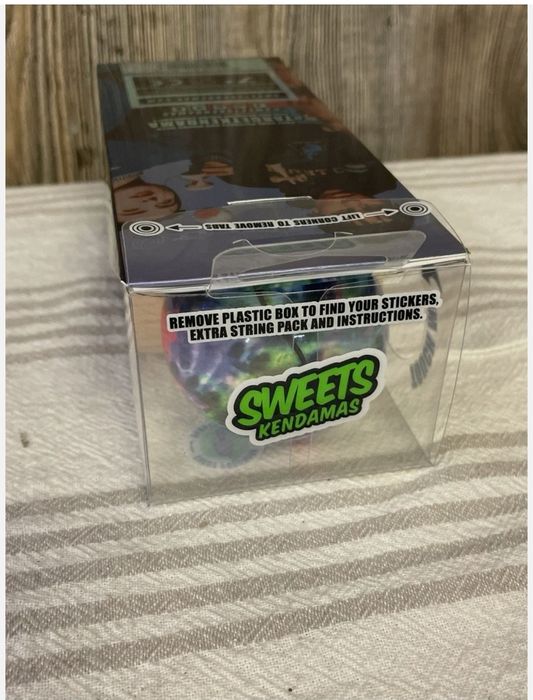 #TARGETKENDAMA
LIFT CORNERS TO REMOVE TABS
REMOVE PLASTIC BOX TO FIND YOUR STICKERS,
EXTRA STRING PACK AND INSTRUCTIONS.
SWEETS
KENDAMAS